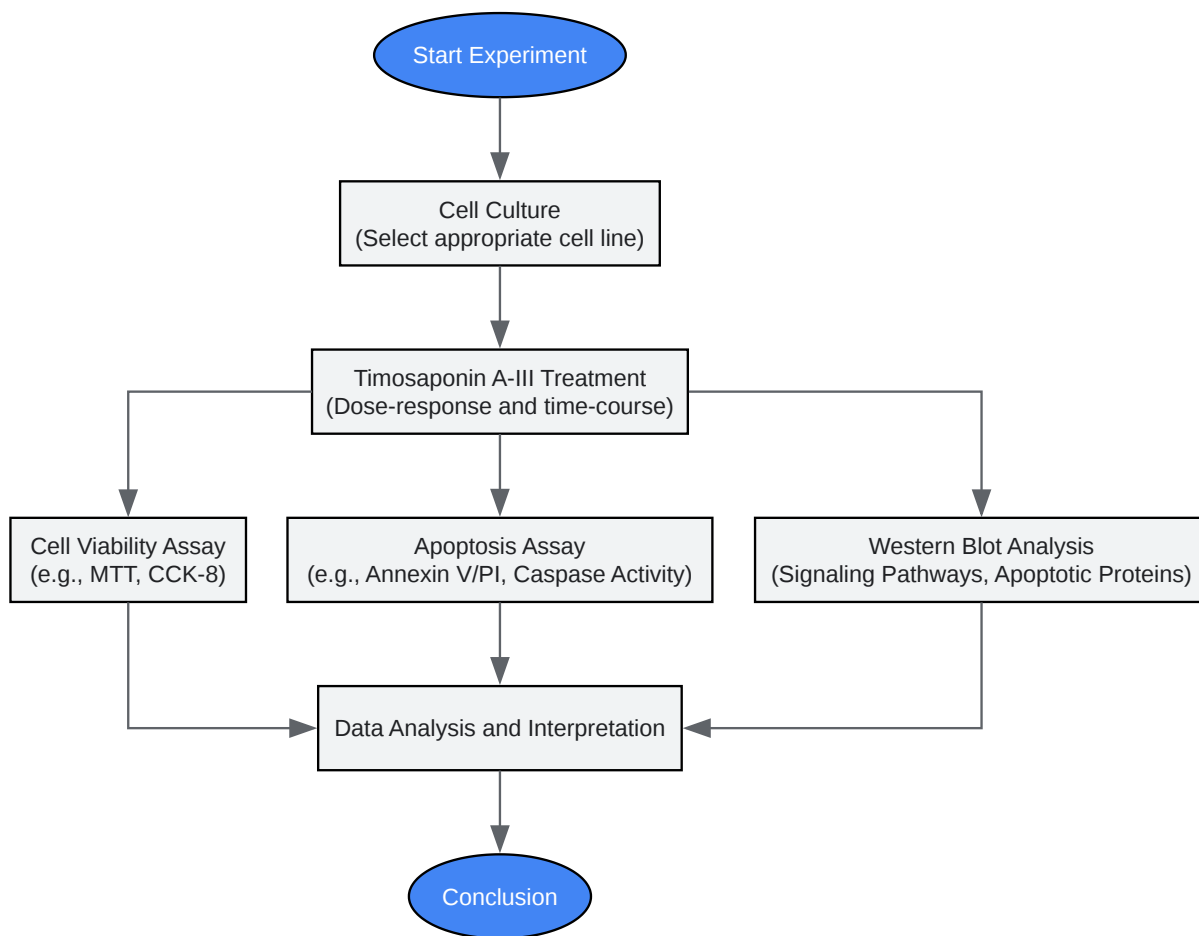 Start Experiment
Cell Culture
(Select appropriate cell line)
Timosaponin A-III Treatment
(Dose-response and time-course)
Cell Viability Assay
(e.g., MTT, CCK-8)
Apoptosis Assay
(e.g., Annexin V/PI, Caspase Activity)
Western Blot Analysis
(Signaling Pathways, Apoptotic Proteins)
Data Analysis and Interpretation
Conclusion